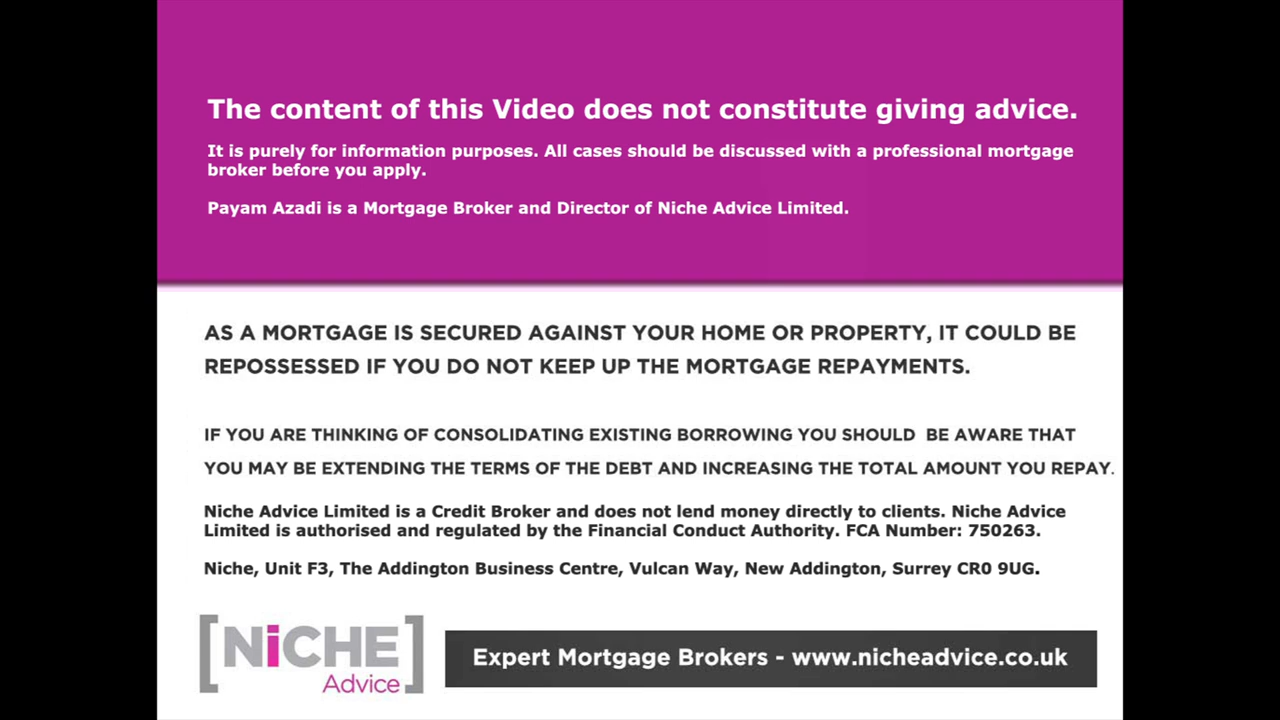 The content of this Video does not constitute giving advice.
It is purely for information purposes. All cases should be discussed with a professional mortgage
broker before you apply.
Payam Azadi is a Mortgage Broker and Director of Niche Advice Limited.
AS A MORTGAGE IS SECURED AGAINST YOUR HOME OR PROPERTY, IT COULD BE
REPOSSESSED IF YOU DO NOT KEEP UP THE MORTGAGE REPAYMENTS.
IF YOU ARE THINKING OF CONSOLIDATING EXISTING BORROWING YOU SHOULD BE AWARE THAT
YOU MAY BE EXTENDING THE TERMS OF THE DEBT AND INCREASING THE TOTAL AMOUNT YOU REPAY.
Niche Advice Limited is a Credit Broker and does not lend money directly to clients. Niche Advice
Limited is authorised and regulated by the Financial Conduct Authority. FCA Number: 750263.
Niche, Unit F3, The Addington Business Centre, Vulcan Way, New Addington, Surrey CR0 9UG.
[NiCHE
Advice]
Expert Mortgage Brokers - www.nicheadvice.co.uk